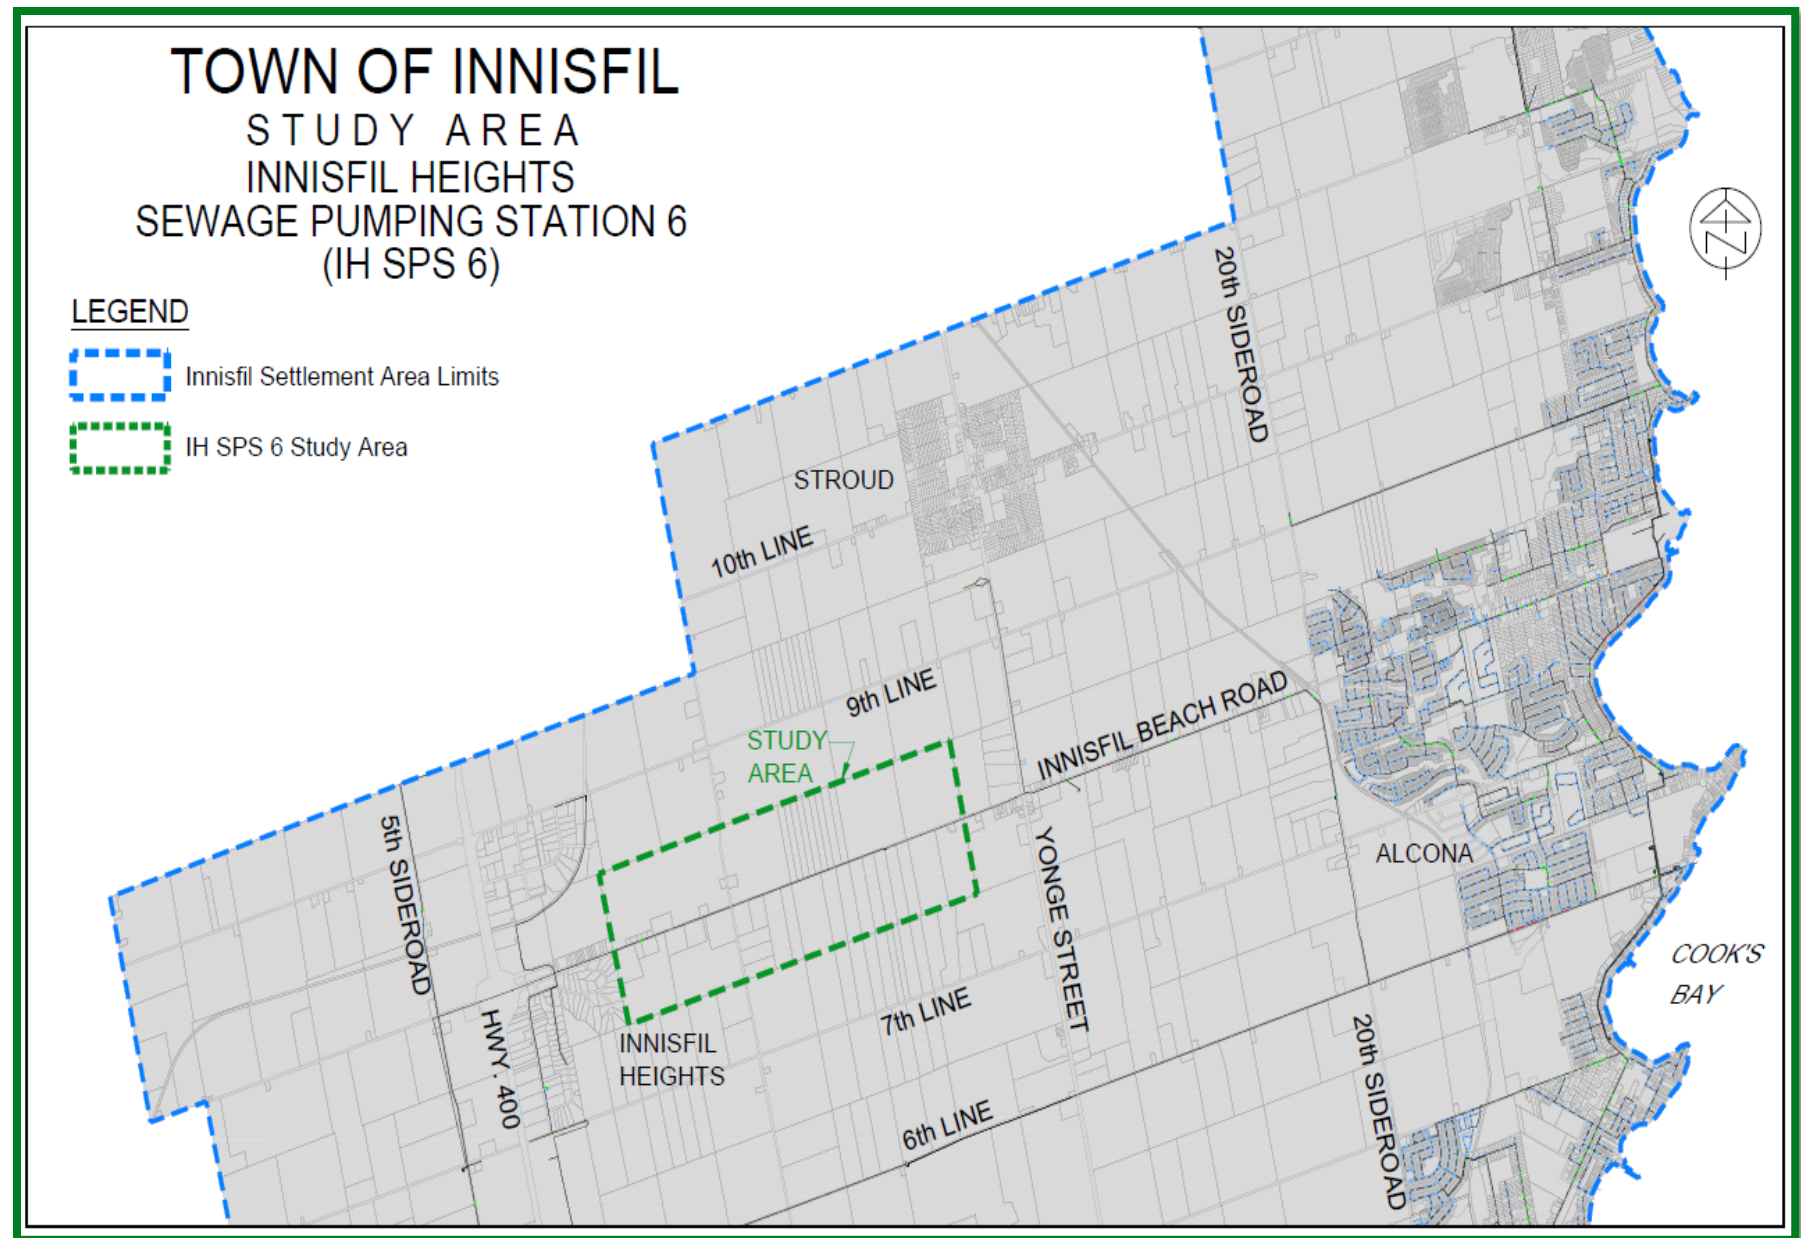 TOWN OF INNISFIL
STUDY AREA
INNISFIL HEIGHTS
SEWAGE PUMPING STATION 6
(IH SPS 6)
LEGEND
Innisfil Settlement Area Limits
IH SPS 6 Study Area
N
20th SIDEROAD
STROUD
10th LINE
9th LINE
INNISFIL BEACH ROAD
STUDY
AREA
5th SIDEROAD
YONGE STREET
ALCONA
COOK'S
BAY
7th LINE
HWY. 400
INNISFIL
HEIGHTS
20th SIDEROAD
6th LINE